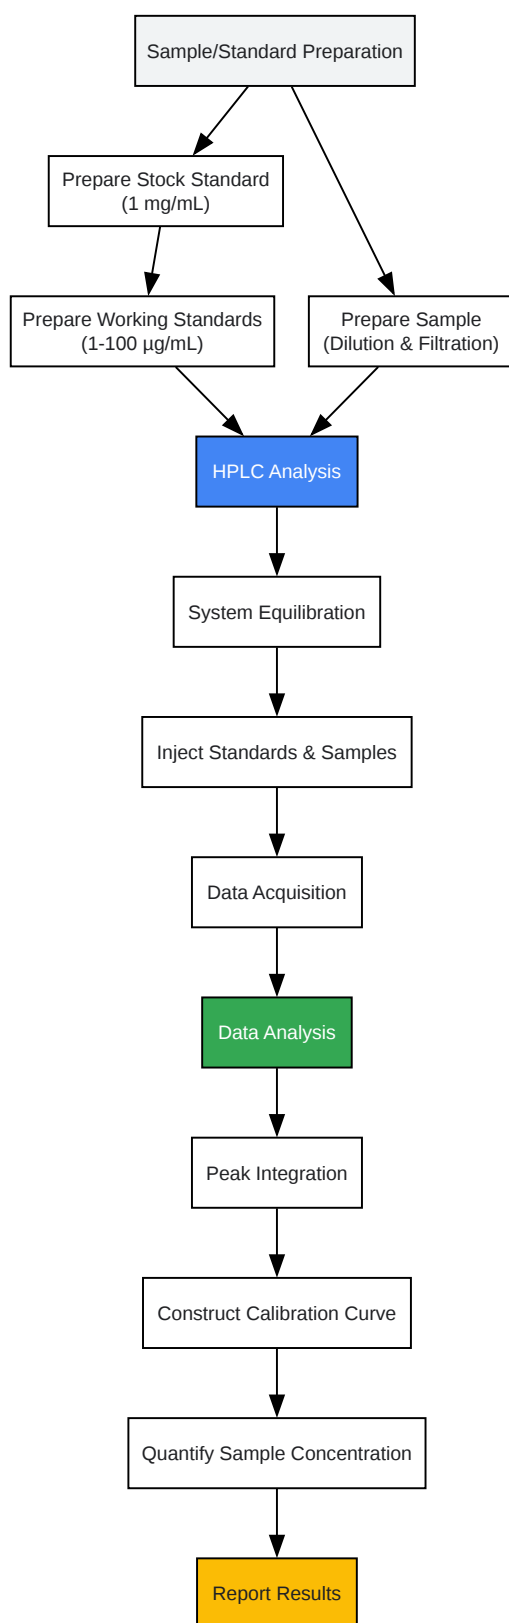 Sample/Standard Preparation
Prepare Stock Standard
(1 mg/mL)
Prepare Working Standards
(1-100 µg/mL)
Prepare Sample
(Dilution & Filtration)
HPLC Analysis
System Equilibration
Inject Standards & Samples
Data Acquisition
Data Analysis
Peak Integration
Construct Calibration Curve
Quantify Sample Concentration
Report Results